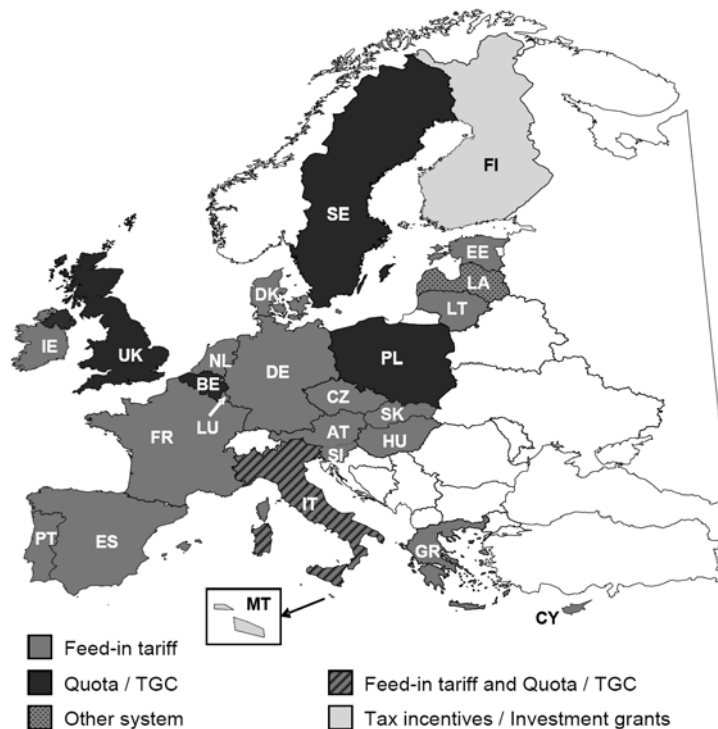 FI
SE
EE
LA
DK
LT
IE
UK
NL
PL
BE
DE
CZ
LU
SK
FR
AT
HU
SI
IT
PT
ES
GR
MT
CY
Feed-in tariff
Quota / TGC
Feed-in tariff and Quota / TGC
Other system
Tax incentives / Investment grants